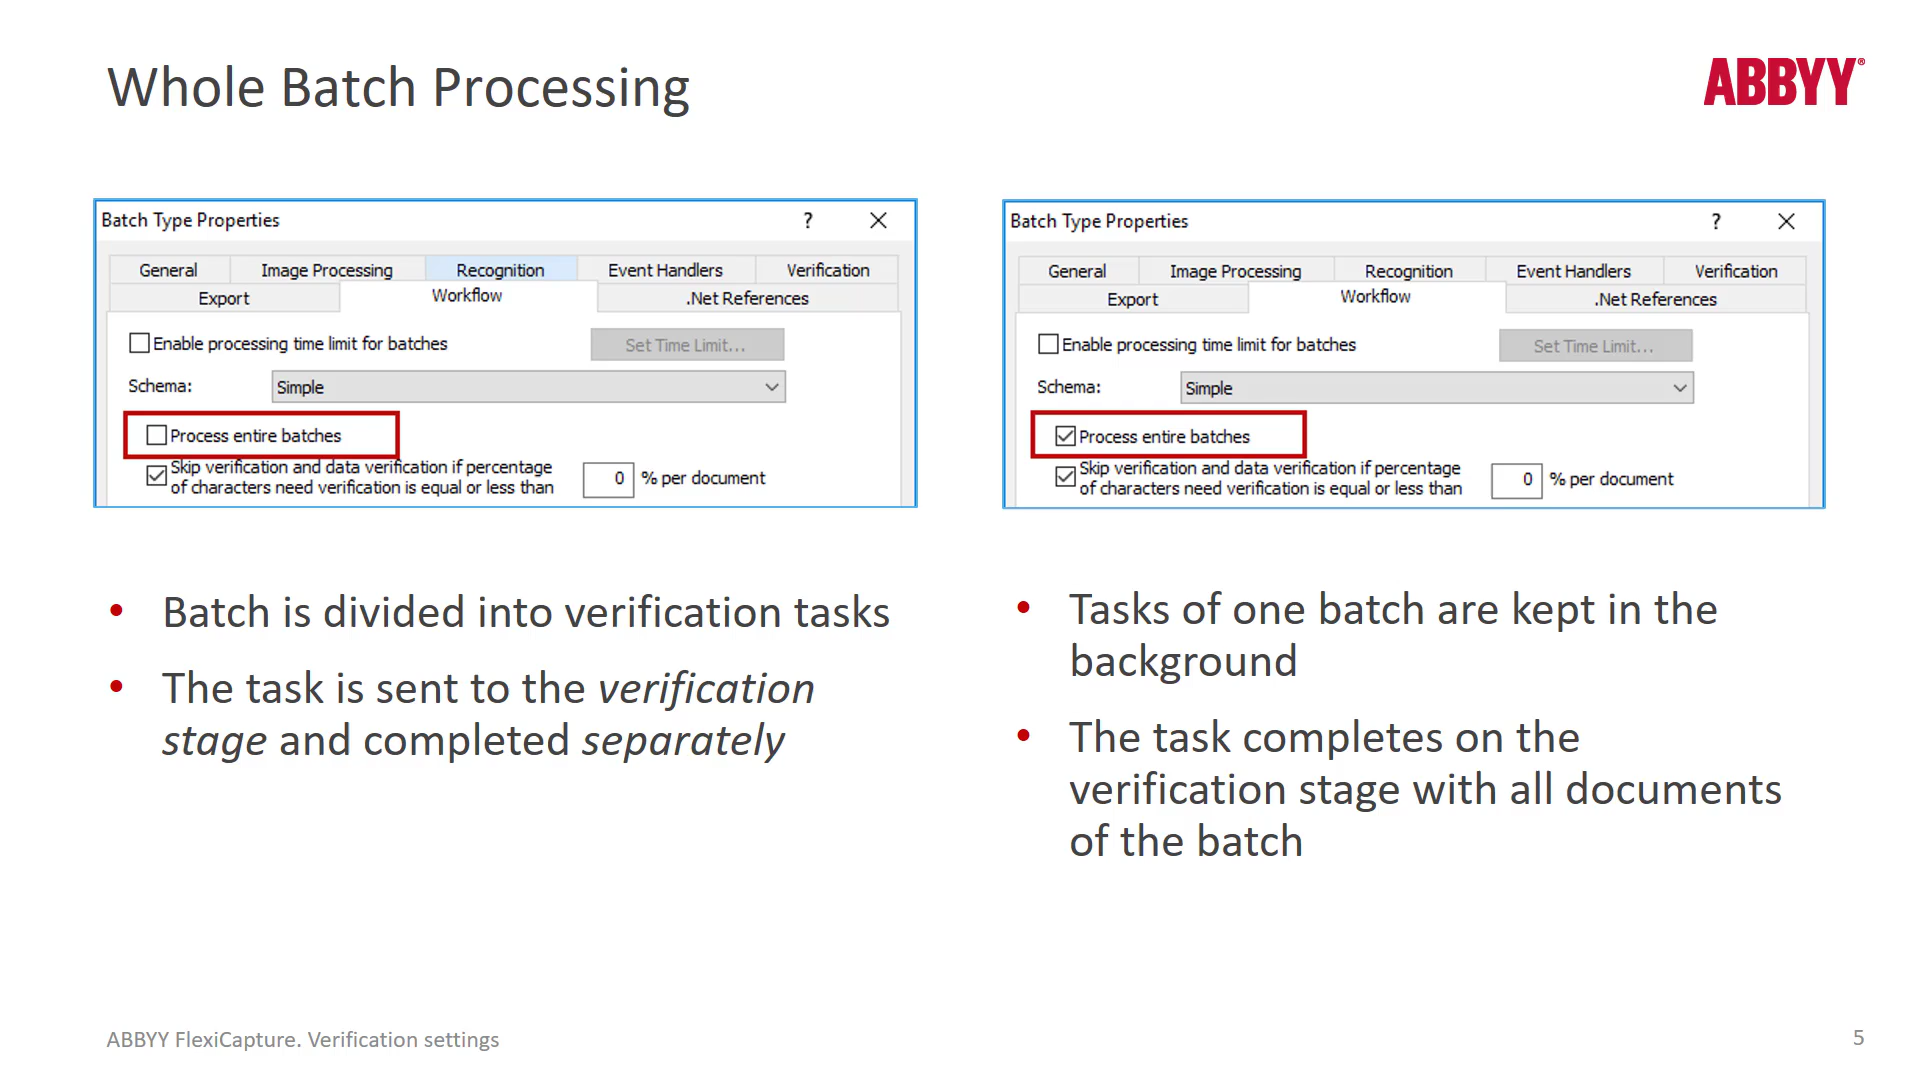 Whole Batch Processing
ABBYY®
Batch Type Properties ?
General Image Processing Recognition Event Handlers Verification
Export Workflow .Net References
Enable processing time limit for batches Set Time Limit...
Schema: Simple
Process entire batches
Skip verification and data verification if percentage
of characters need verification is equal or less than 0 % per document
Batch is divided into verification tasks
The task is sent to the verification
stage and completed separately
Batch Type Properties ?
General Image Processing Recognition Event Handlers Verification
Export Workflow .Net References
Enable processing time limit for batches Set Time Limit...
Schema: Simple
Process entire batches
Skip verification and data verification if percentage
of characters need verification is equal or less than 0 % per document
Tasks of one batch are kept in the
background
The task completes on the
verification stage with all documents
of the batch
ABBYY FlexiCapture. Verification settings
5